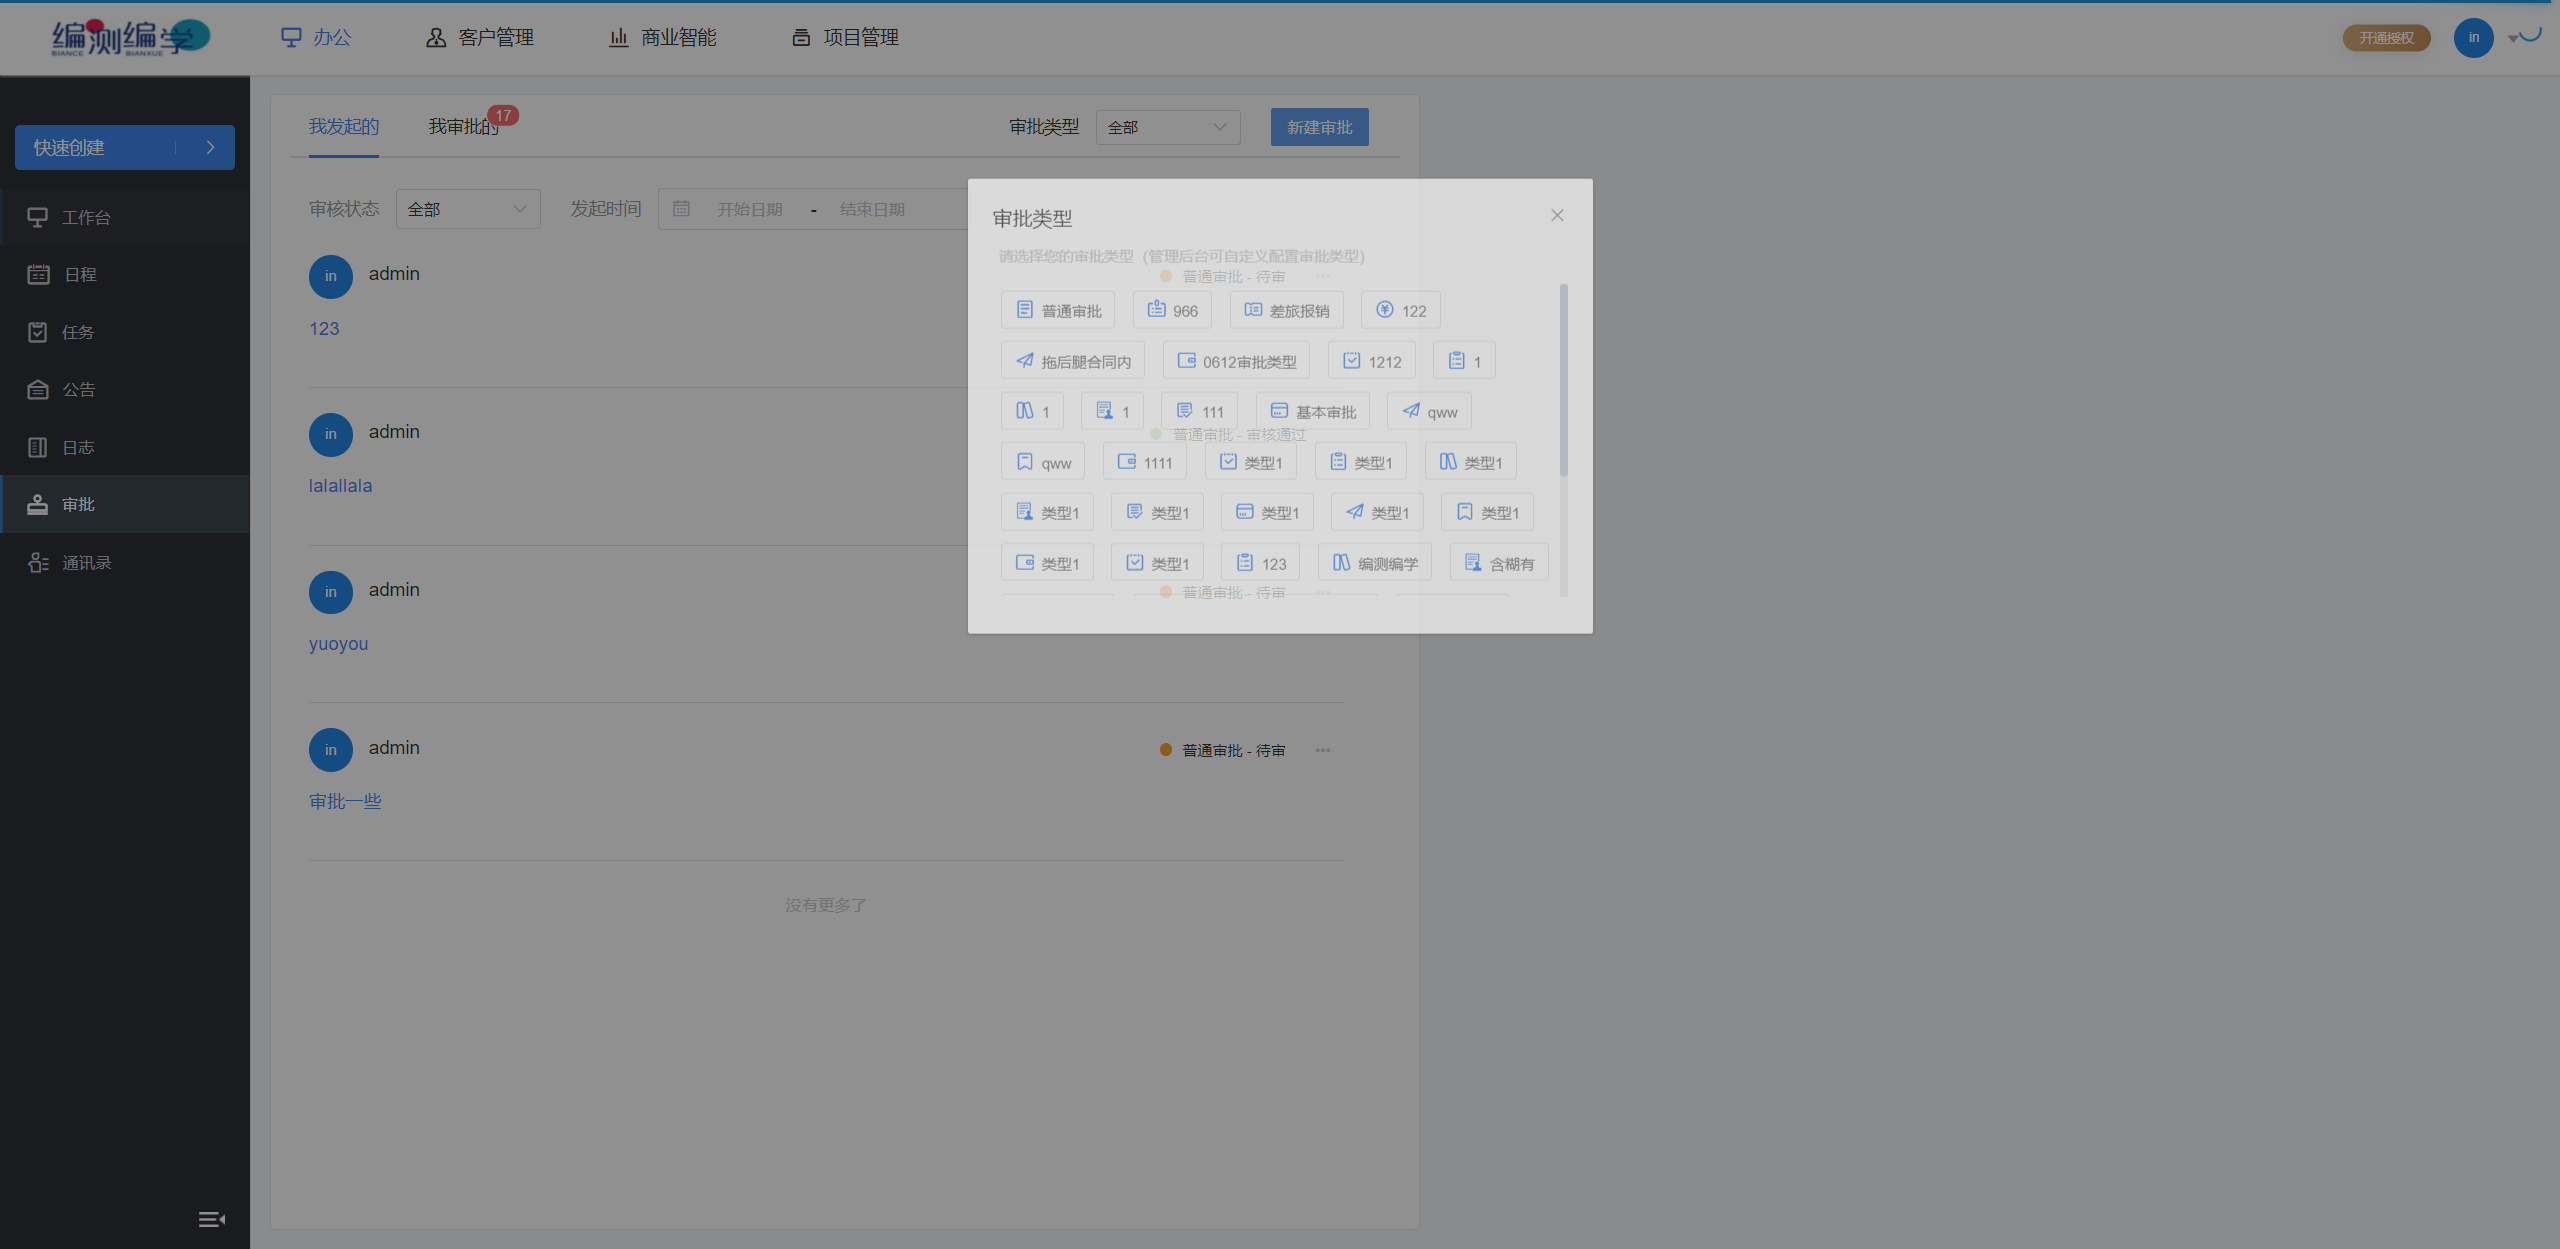 编测编学
BIANCE BIANXUE
办公 客户管理 商业智能 项目管理 开通授权 in
快速创建
工作台
日程
任务
公告
日志
审批
通讯录
我发起的 我审批的 17 审批类型 全部 新建审批
审核状态 全部 发起时间 开始日期 - 结束日期
in admin
123
in admin
lalallala
in admin
yuoyou
in admin 普通审批 - 待审
审批一些
没有更多了
审批类型
请选择您的审批类型（管理后台可自定义配置审批类型）
普通审批 - 待审
普通审批 966 差旅报销 122
拖后腿合同内 0612审批类型 1212 1
1 1 111 基本审批 qww
普通审批 - 审核通过
qww 1111 类型1 类型1 类型1
类型1 类型1 类型1 类型1 类型1
类型1 类型1 123 编测编学 含糊有
普通审批 - 待审